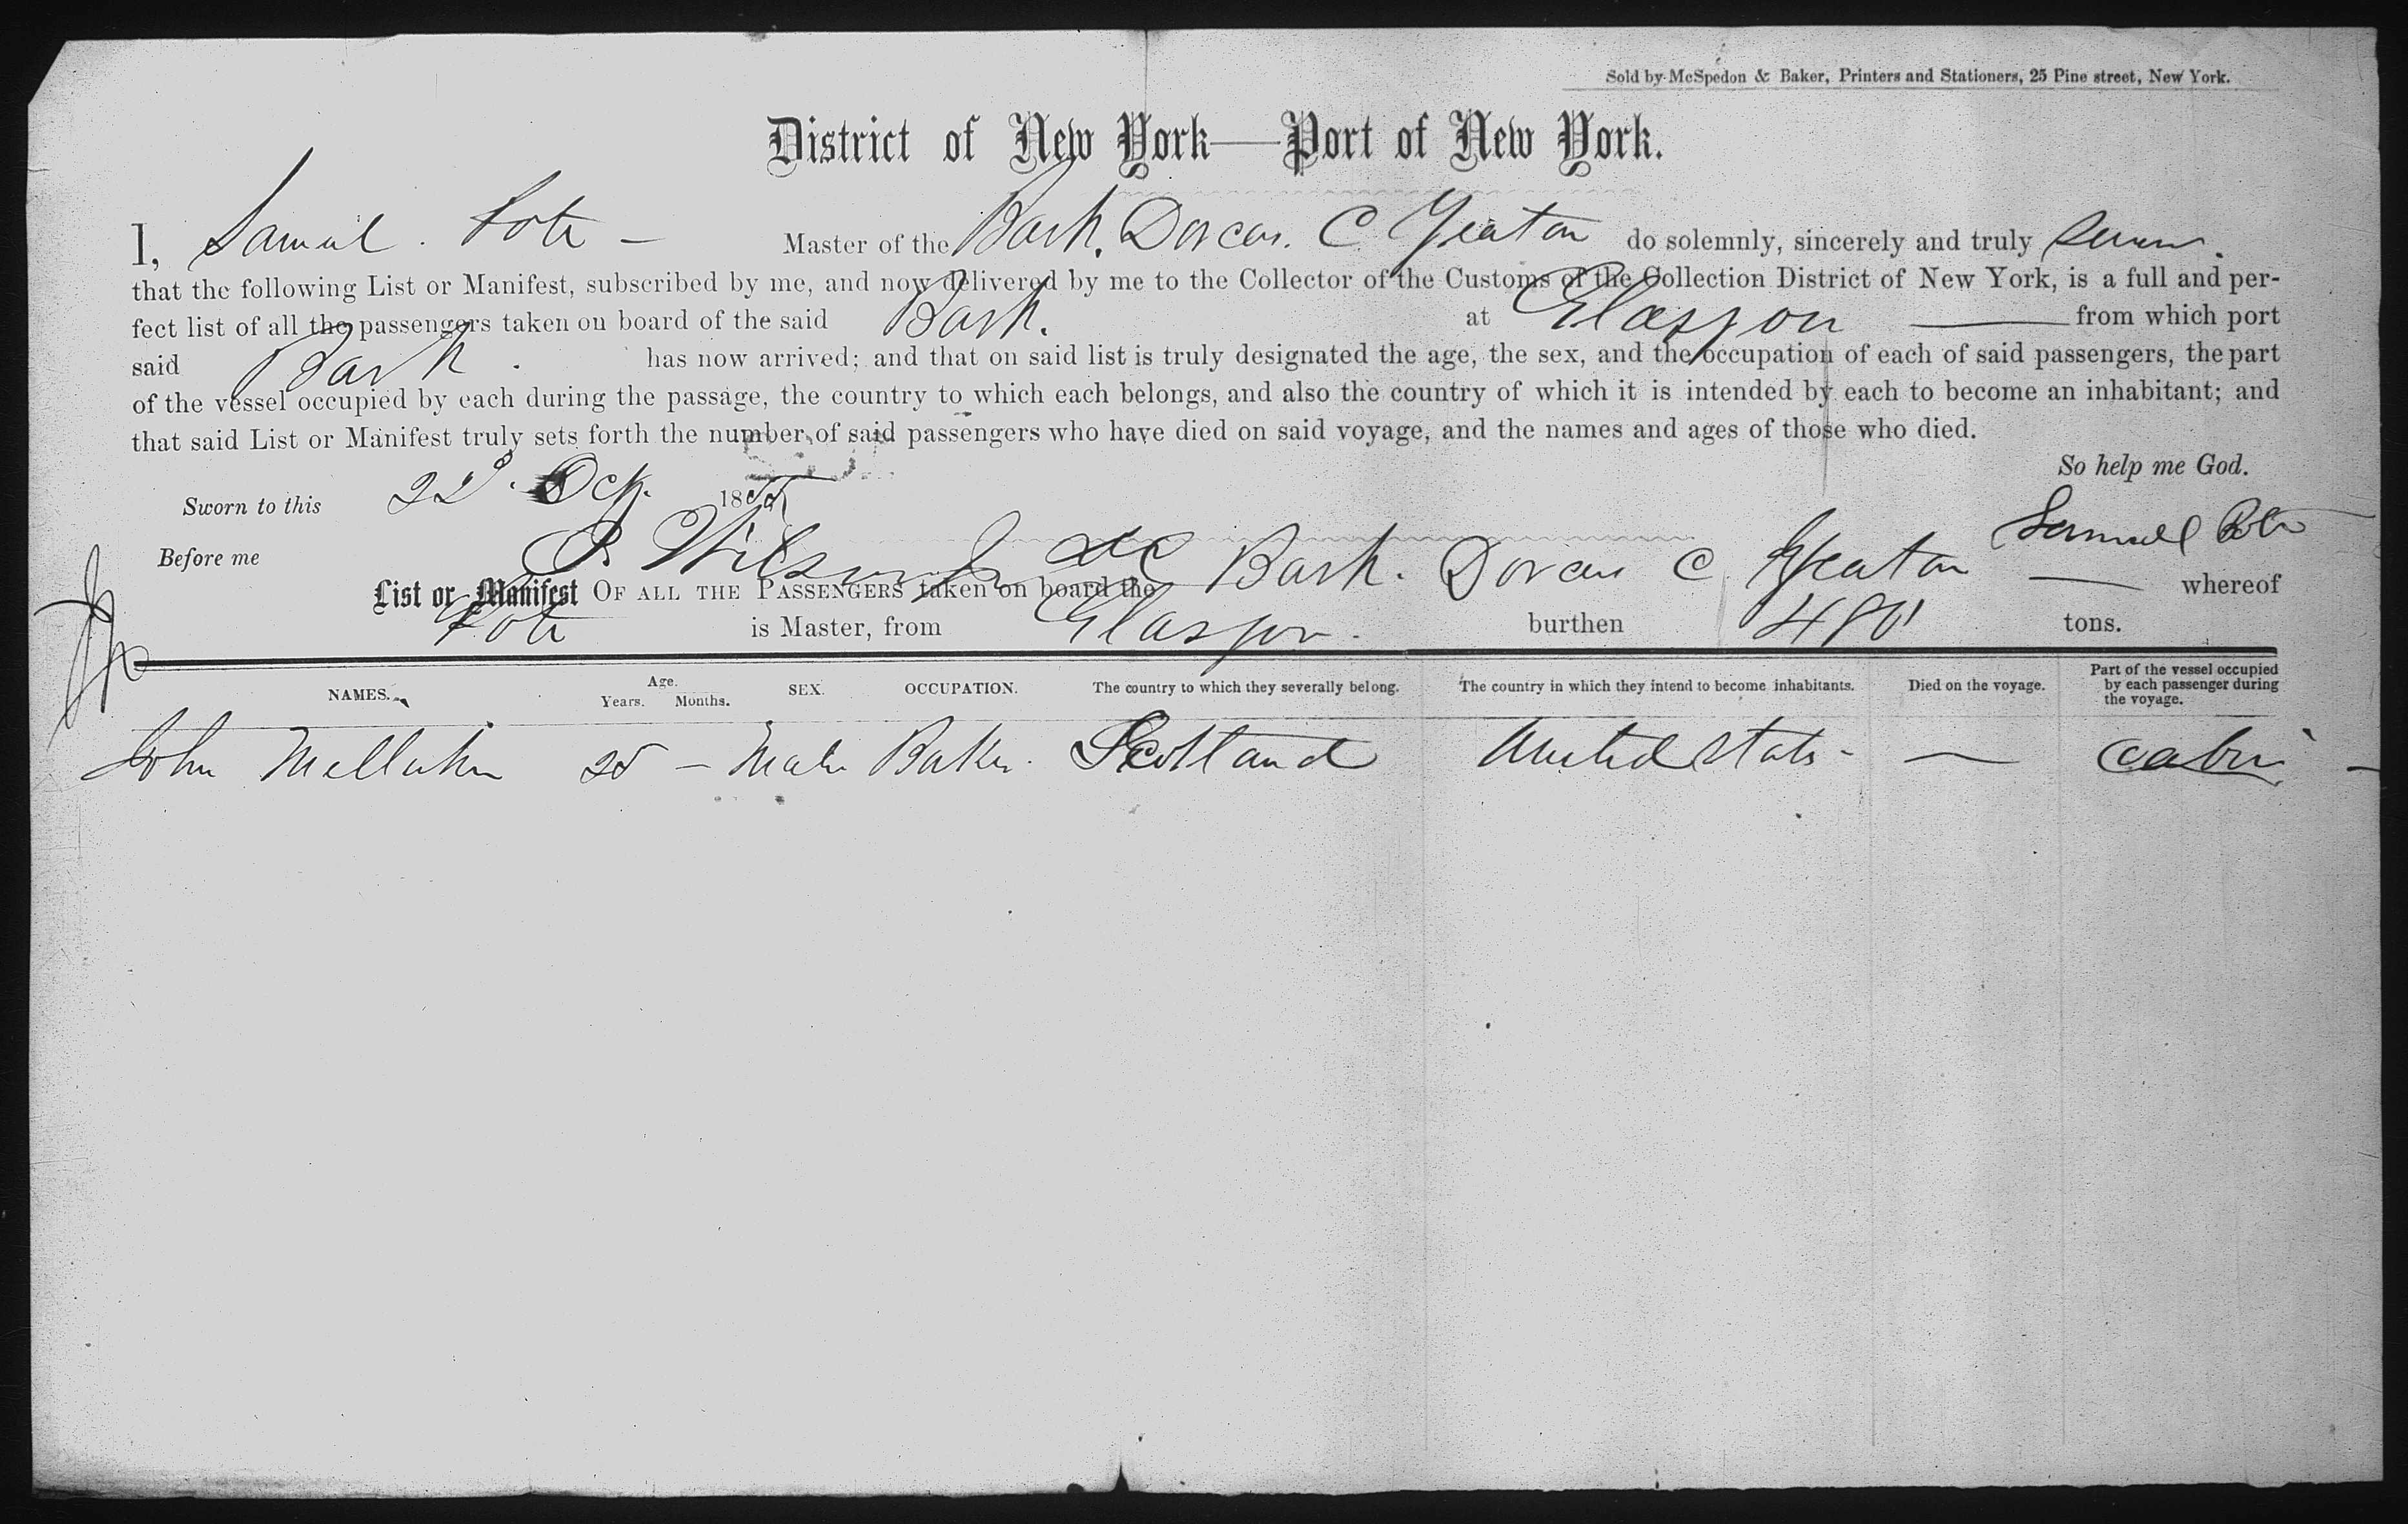 Sold by McSpedon & Baker, Printers and Stationers, 25 Pine street, New York.
District of New York—Port of New York.
I, Samuel Master of the Bark. Dorcas. C Yeaton do solemnly, sincerely and truly
that the following List or Manifest, subscribed by me, and now delivered by me to the Collector of the Customs of the Collection District of New York, is a full and per-
fect list of all the passengers taken on board of the said Bark. at Glasgow — from which port
said Bark. has now arrived; and that on said list is truly designated the age, the sex, and the occupation of each of said passengers, the part
of the vessel occupied by each during the passage, the country to which each belongs, and also the country of which it is intended by each to become an inhabitant; and
that said List or Manifest truly sets forth the number of said passengers who have died on said voyage, and the names and ages of those who died.
So help me God.
Sworn to this 22d. Oct. 1855
Samuel
Before me Wilson
List or Manifest OF ALL THE PASSENGERS taken on board the Bark. Dorcas C. Yeaton — whereof
is Master, from Glasgow. burthen tons.
NAMES. Age. Years. Months. SEX. OCCUPATION. The country to which they severally belong. The country in which they intend to become inhabitants. Died on the voyage. Part of the vessel occupied by each passenger during the voyage.
John 25 — Male Baker. Scotland United States — — cabin —